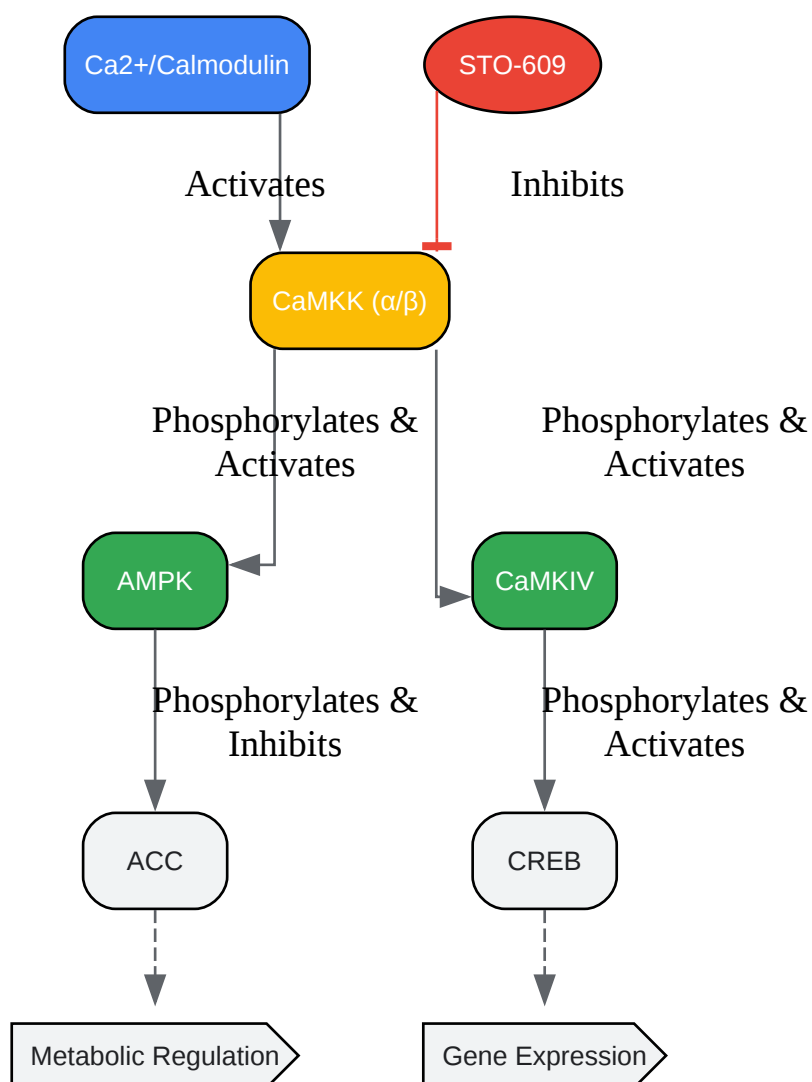 Ca2+/Calmodulin
STO-609
Activates
Inhibits
CaMKK (α/β)
Phosphorylates &
Activates
Phosphorylates &
Activates
AMPK
CaMKIV
Phosphorylates &
Inhibits
Phosphorylates &
Activates
ACC
CREB
Metabolic Regulation
Gene Expression